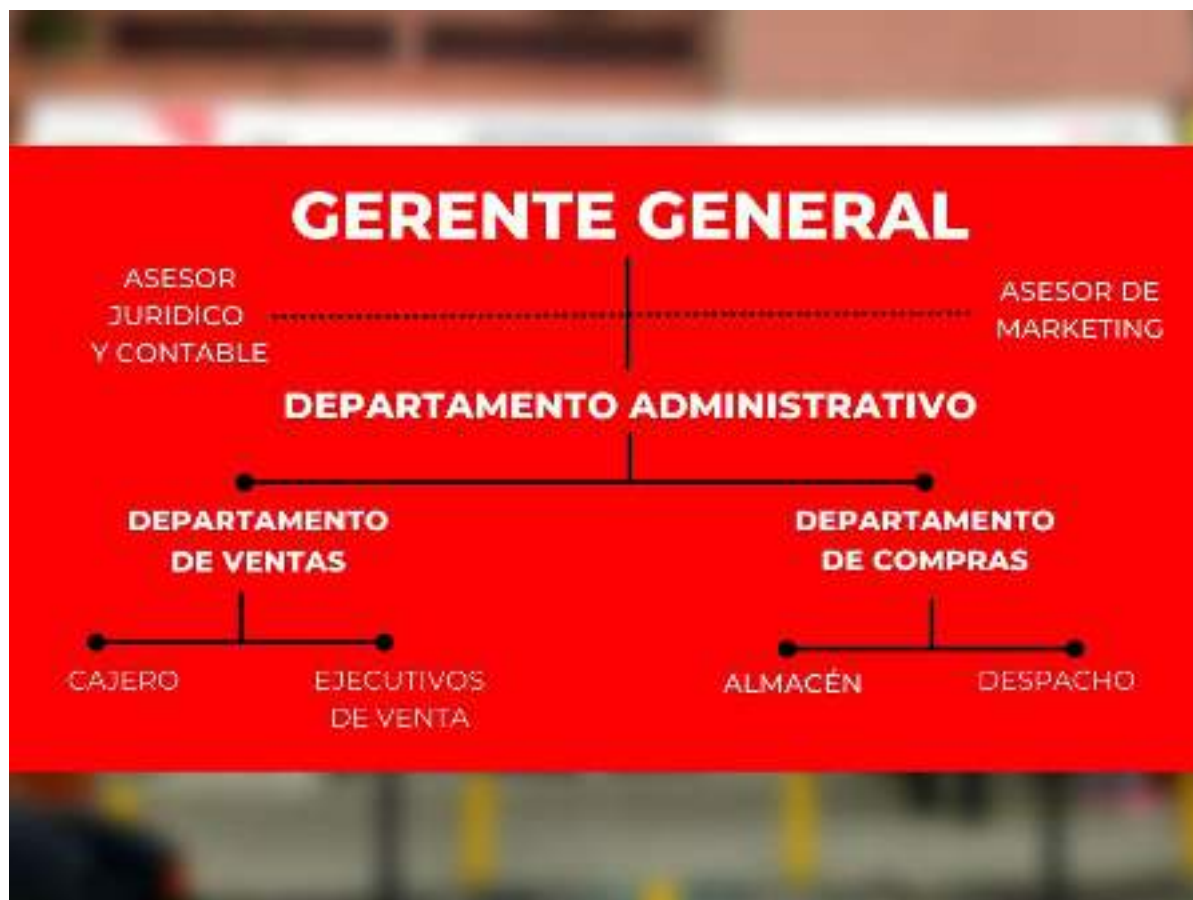 GERENTE GENERAL
ASESOR
JURIDICO
Y CONTABLE
ASESOR DE
MARKETING
DEPARTAMENTO ADMINISTRATIVO
DEPARTAMENTO
DE VENTAS
DEPARTAMENTO
DE COMPRAS
CAJERO
EJECUTIVOS
DE VENTA
ALMACÉN
DESPACHO